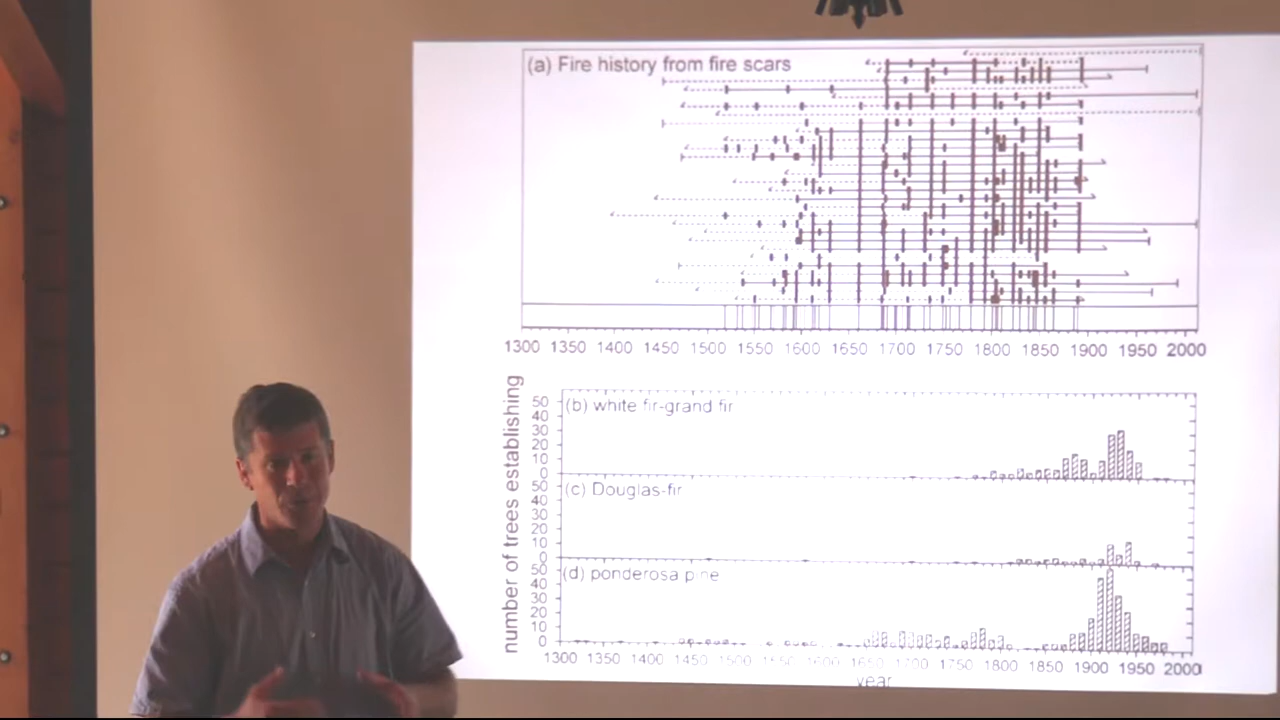 (a) Fire history from fire scars
1300 1350 1400 1450 1500 1550 1600 1650 1700 1750 1800 1850 1900 1950 2000
number of trees establishing
50
40
30
20
10
0
(b) white fir-grand fir
50
40
30
20
10
0
(c) Douglas-fir
50
40
30
20
10
0
(d) ponderosa pine
1300 1350 1400 1450 1500 1550 1600 1650 1700 1750 1800 1850 1900 1950 2000
year